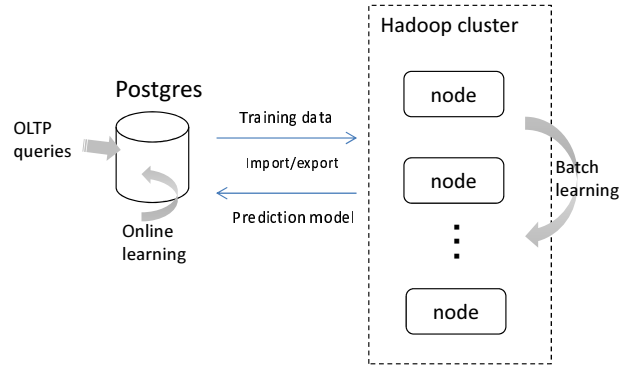 Hadoop cluster
Postgres
node
OLTP
queries
Training data
Import/export
node
Batch
learning
Prediction model
Online
learning
node